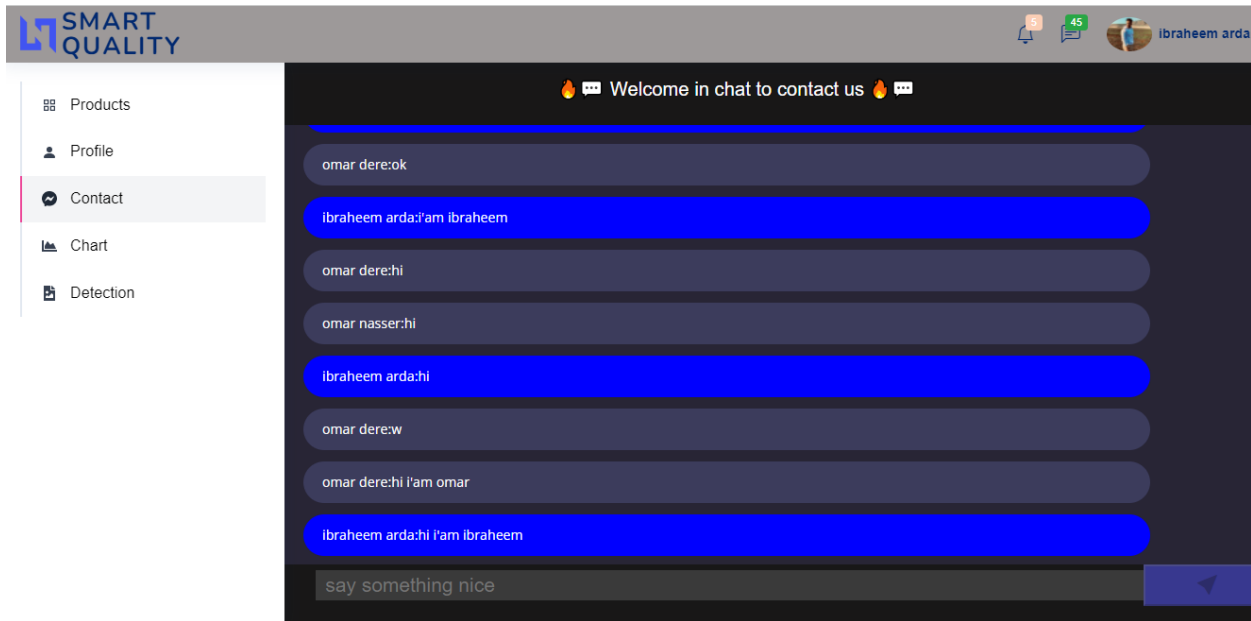 SMART
QUALITY
5
45
ibraheem arda
Products
Profile
Contact
Chart
Detection
🔥 💬 Welcome in chat to contact us 🔥 💬
omar dere:ok
ibraheem arda:i'am ibraheem
omar dere:hi
omar nasser:hi
ibraheem arda:hi
omar dere:w
omar dere:hi i'am omar
ibraheem arda:hi i'am ibraheem
say something nice